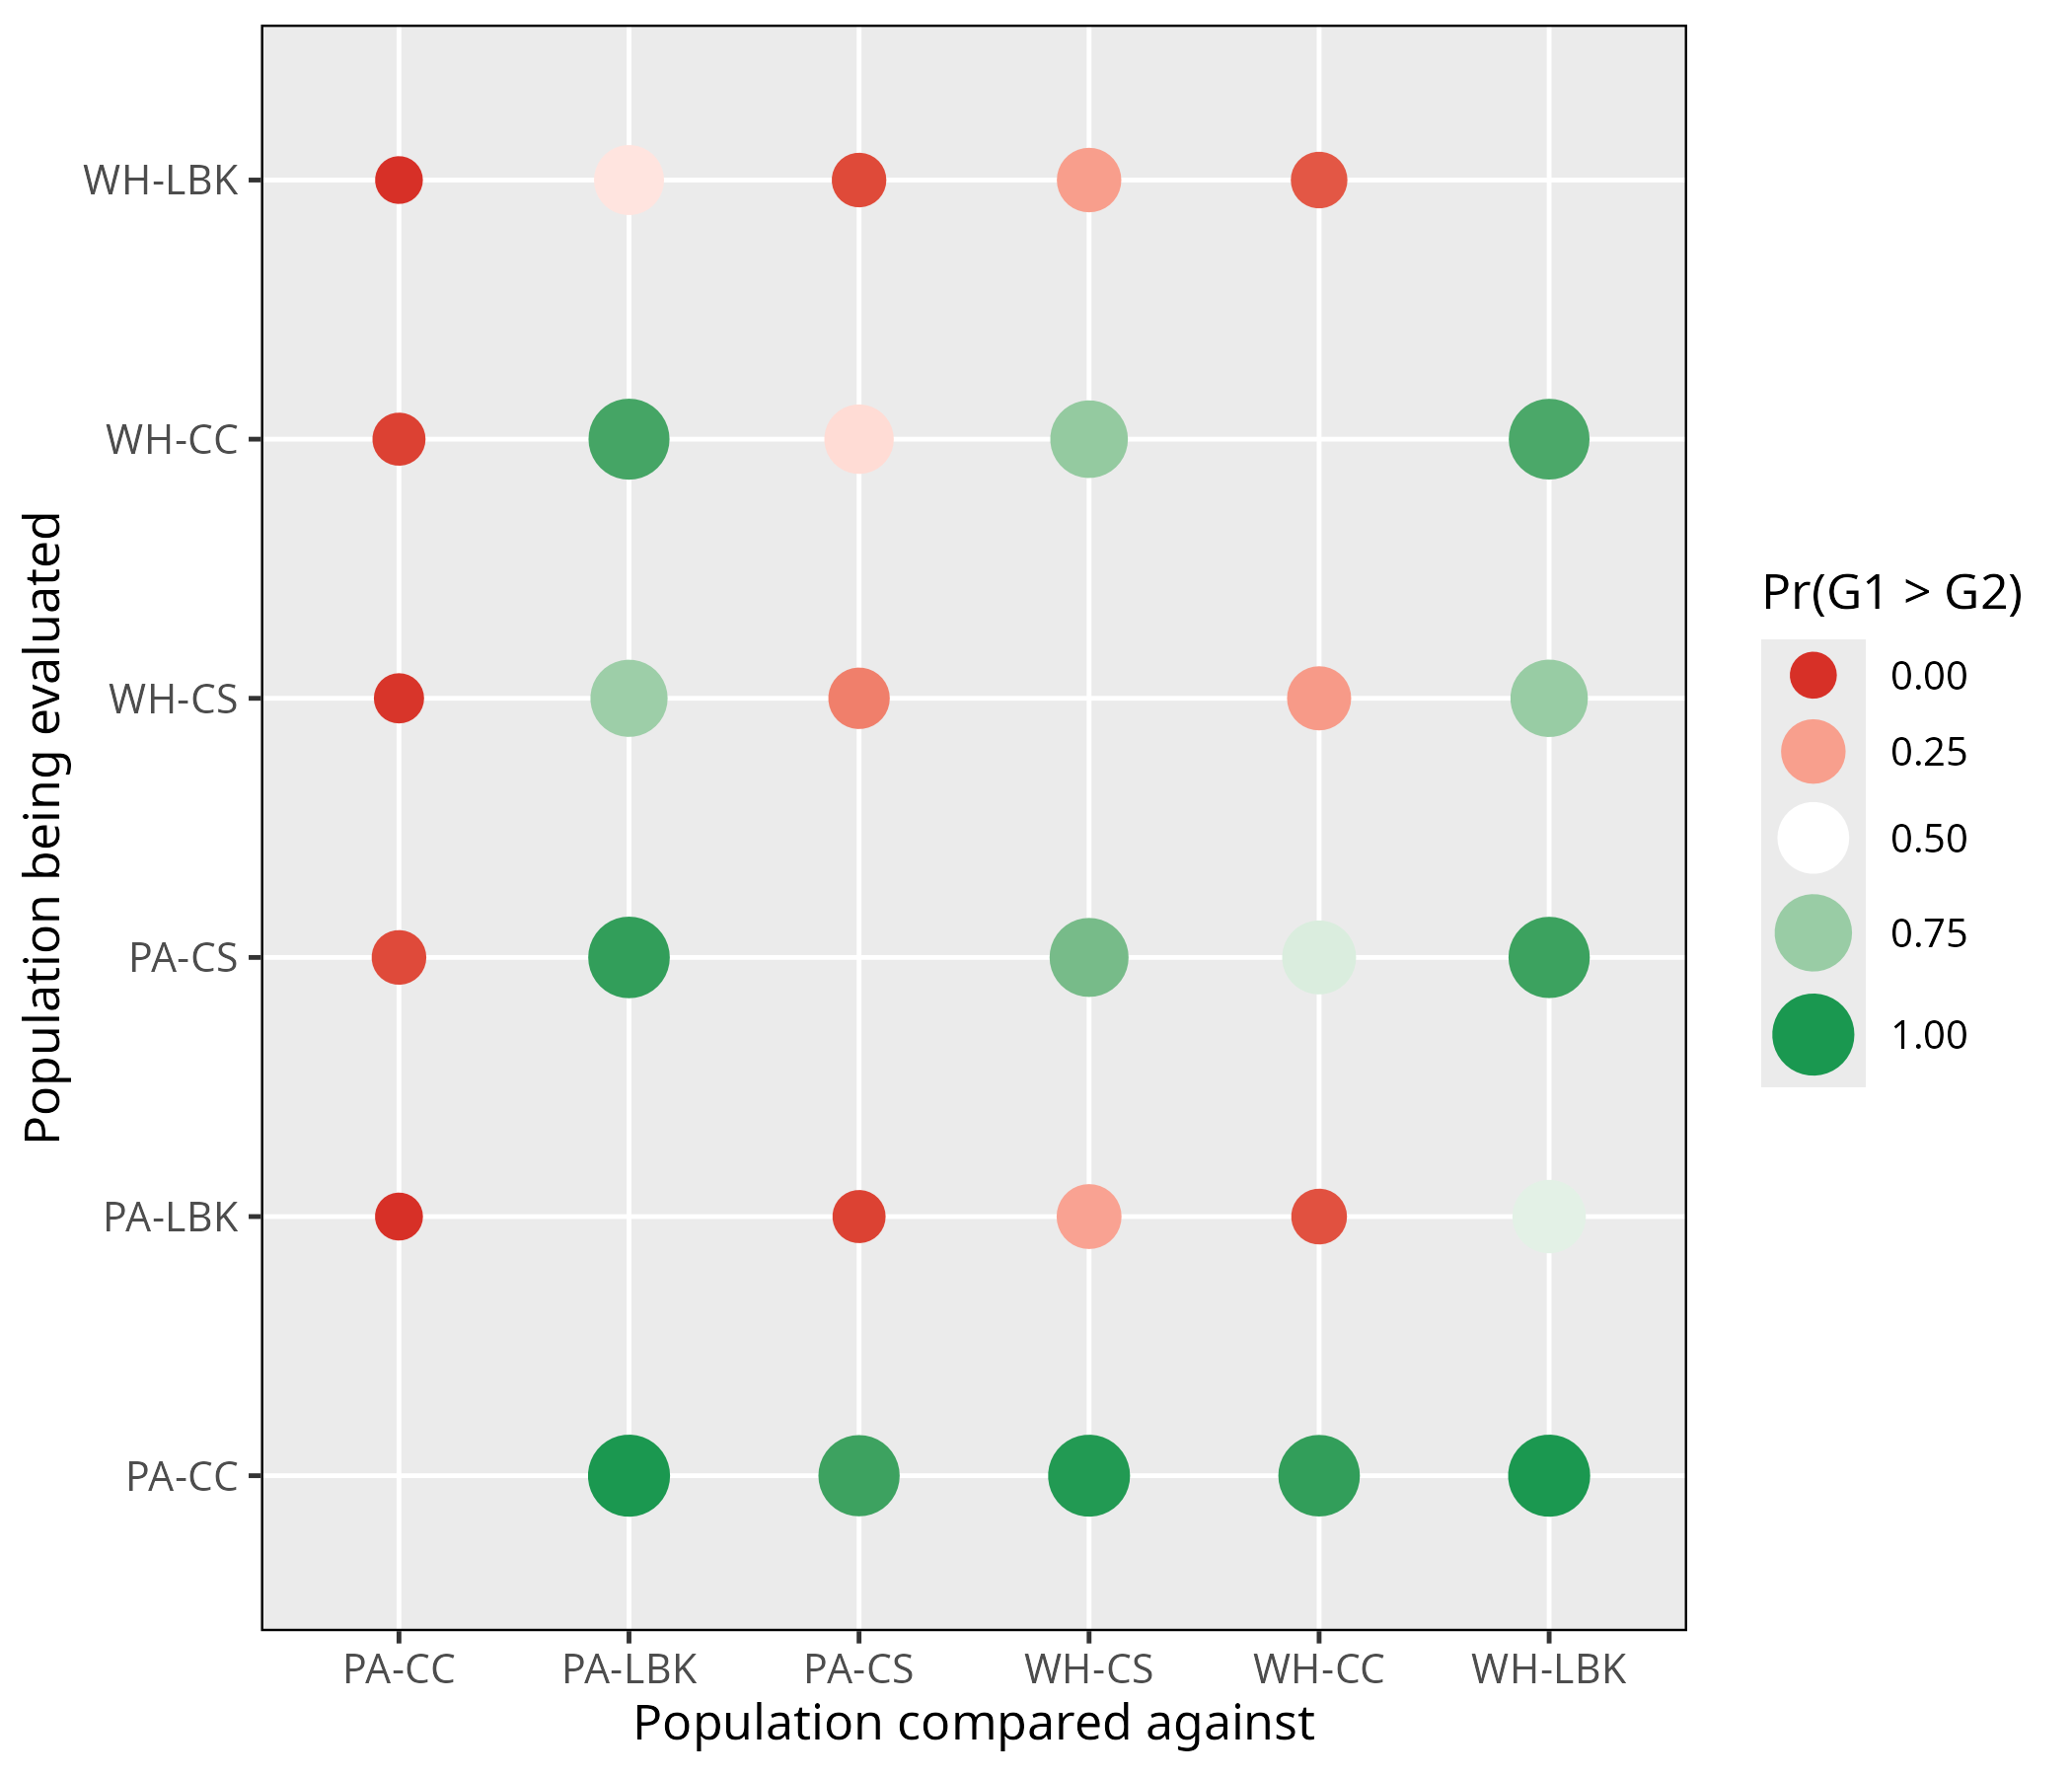 WH-LBK
WH-CC
WH-CS
PA-CS
PA-LBK
PA-CC
Population being evaluated
PA-CC PA-LBK PA-CS WH-CS WH-CC WH-LBK
Population compared against
Pr(G1 > G2)
0.00
0.25
0.50
0.75
1.00